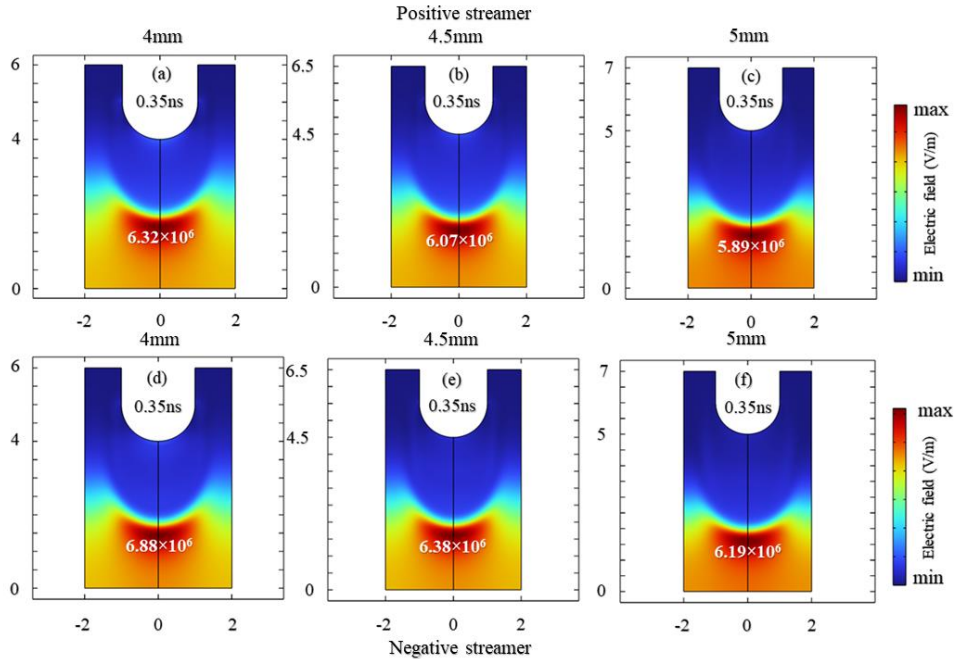 Positive streamer
4mm
4.5mm
5mm
6
4
2
0
(a)
0.35ns
6.32×10⁶
6.5
4.5
0
(b)
0.35ns
6.07×10⁶
7
5
0
(c)
0.35ns
5.89×10⁶
max
Electric field (V/m)
min
-2 0 2
-2 0 2
-2 0 2
4mm
4.5mm
5mm
6
4
2
0
(d)
0.35ns
6.88×10⁶
6.5
4.5
0
(e)
0.35ns
6.38×10⁶
7
5
0
(f)
0.35ns
6.19×10⁶
max
Electric field (V/m)
min
-2 0 2
-2 0 2
-2 0 2
Negative streamer